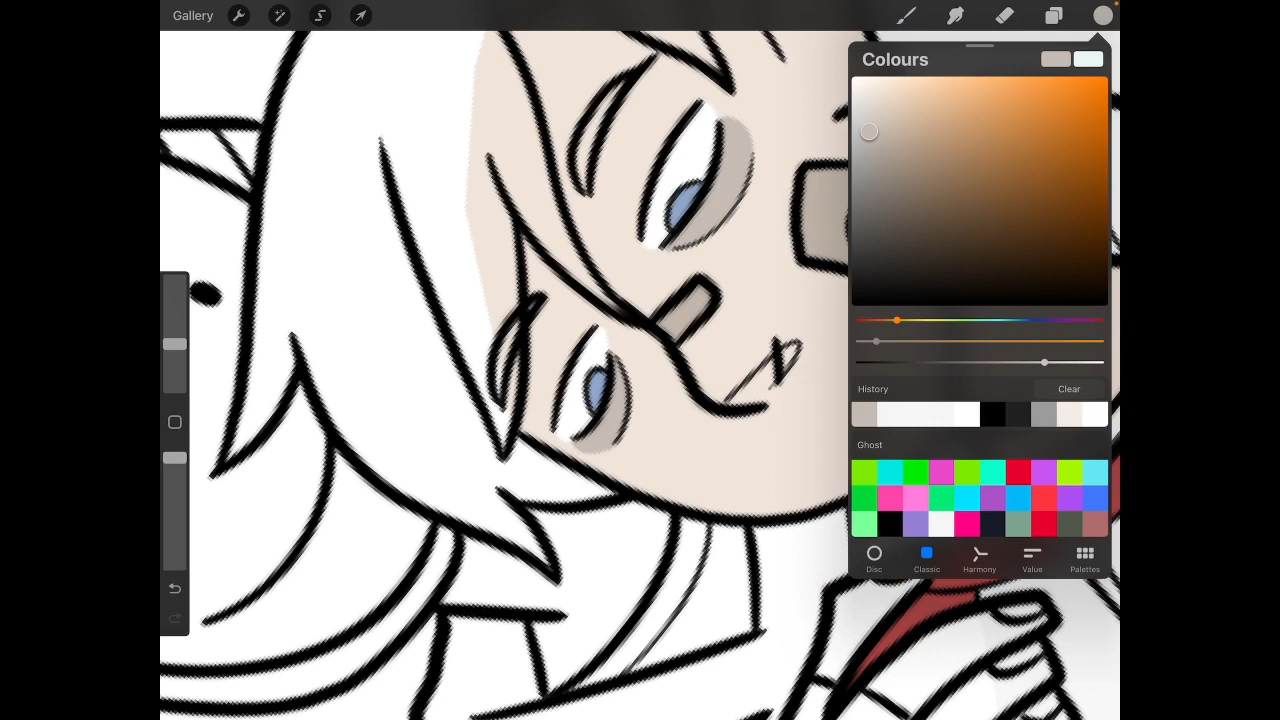 Gallery
Colours
History
Clear
Ghost
Disc
Classic
Harmony
Value
Palettes